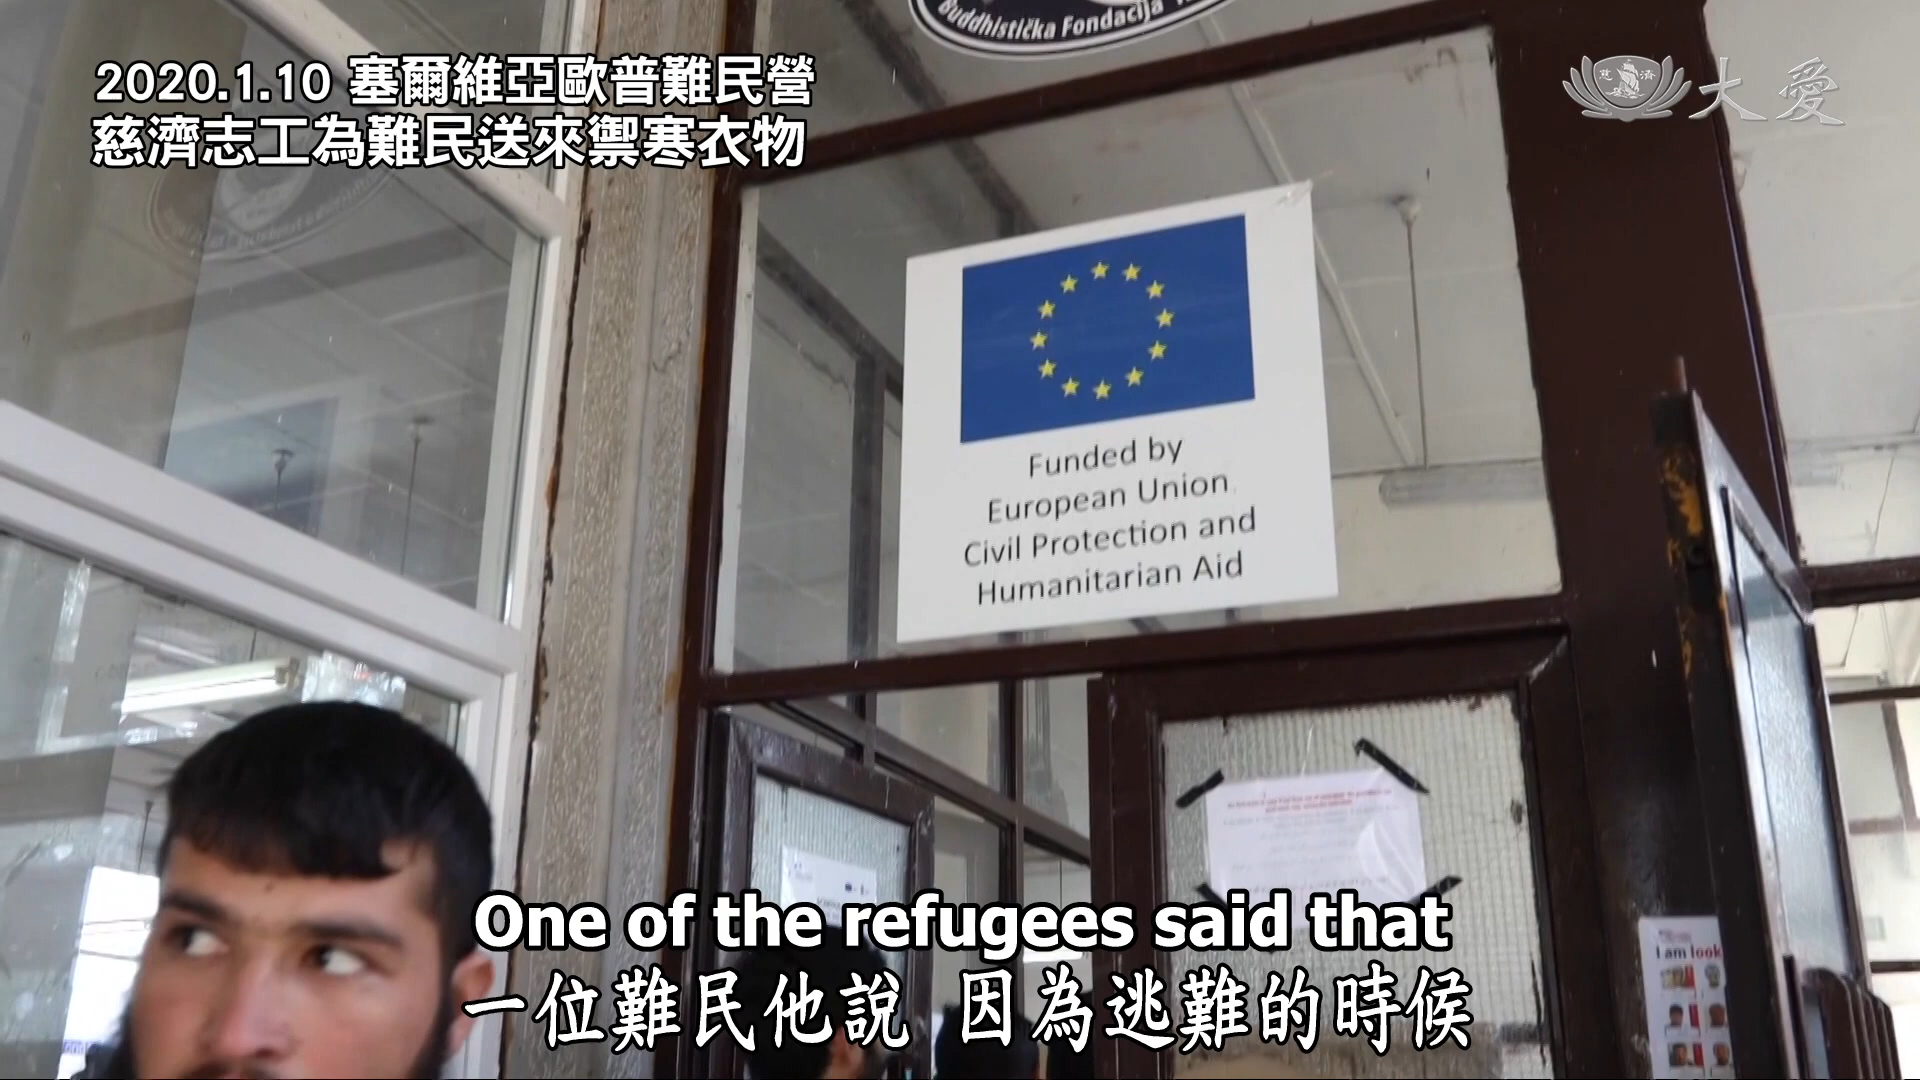 Buddhistička Fondacija
2020.1.10 塞爾維亞歐普難民營
慈濟志工為難民送來禦寒衣物
慈濟
大愛
Funded by
European Union
Civil Protection and
Humanitarian Aid
I am look
One of the refugees said that
一位難民他說 因為逃難的時候